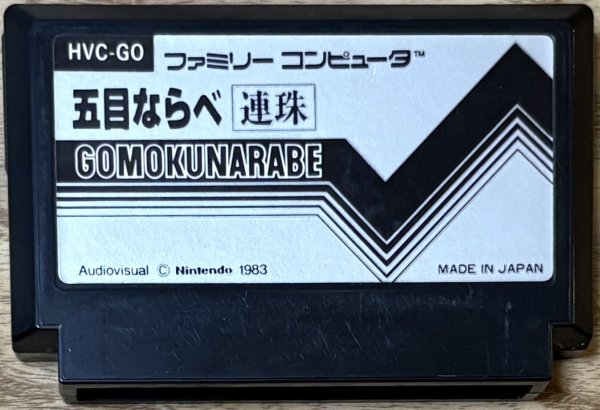 HVC-GO ファミリー コンピュータ™
五目ならべ 連珠
GOMOKUNARABE
Audiovisual © Nintendo 1983 MADE IN JAPAN